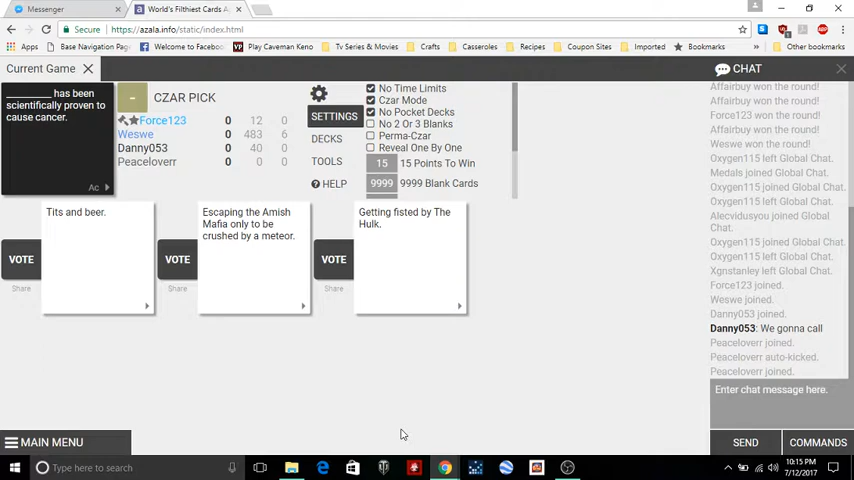 Messenger
World's Filthiest Cards A
Secure
https://azala.info/static/index.html
Apps
Base Navigation Page
Welcome to Facebo
VP Play Caveman Keno
Tv Series & Movies
Crafts
Casseroles
Recipes
Coupon Sites
Imported
Bookmarks
Other bookmarks
Current Game
CHAT
_________ has been
scientifically proven to
cause cancer.
Ac
-
CZAR PICK
Force123 0 12 0
Weswe 0 483 6
Danny053 0 40 0
Peaceloverr 0 0 0
SETTINGS
DECKS
TOOLS
? HELP
No Time Limits
Czar Mode
No Pocket Decks
No 2 Or 3 Blanks
Perma-Czar
Reveal One By One
15 15 Points To Win
9999 9999 Blank Cards
VOTE
Share
Tits and beer.
VOTE
Share
Escaping the Amish
Mafia only to be
crushed by a meteor.
VOTE
Share
Getting fisted by The
Hulk.
Affairbuy won the round!
Affairbuy won the round!
Force123 won the round!
Affairbuy won the round!
Weswe won the round!
Oxygen115 left Global Chat.
Medals joined Global Chat.
Oxygen115 joined Global Chat.
Oxygen115 left Global Chat.
Alecvidusyou joined Global
Chat.
Oxygen115 joined Global Chat.
Oxygen115 left Global Chat.
Xgnstanley left Global Chat.
Force123 joined.
Weswe joined.
Danny053 joined.
Danny053: We gonna call
Peaceloverr joined.
Peaceloverr auto-kicked.
Peaceloverr joined.
Enter chat message here.
SEND
COMMANDS
MAIN MENU
Type here to search
10:15 PM
7/12/2017